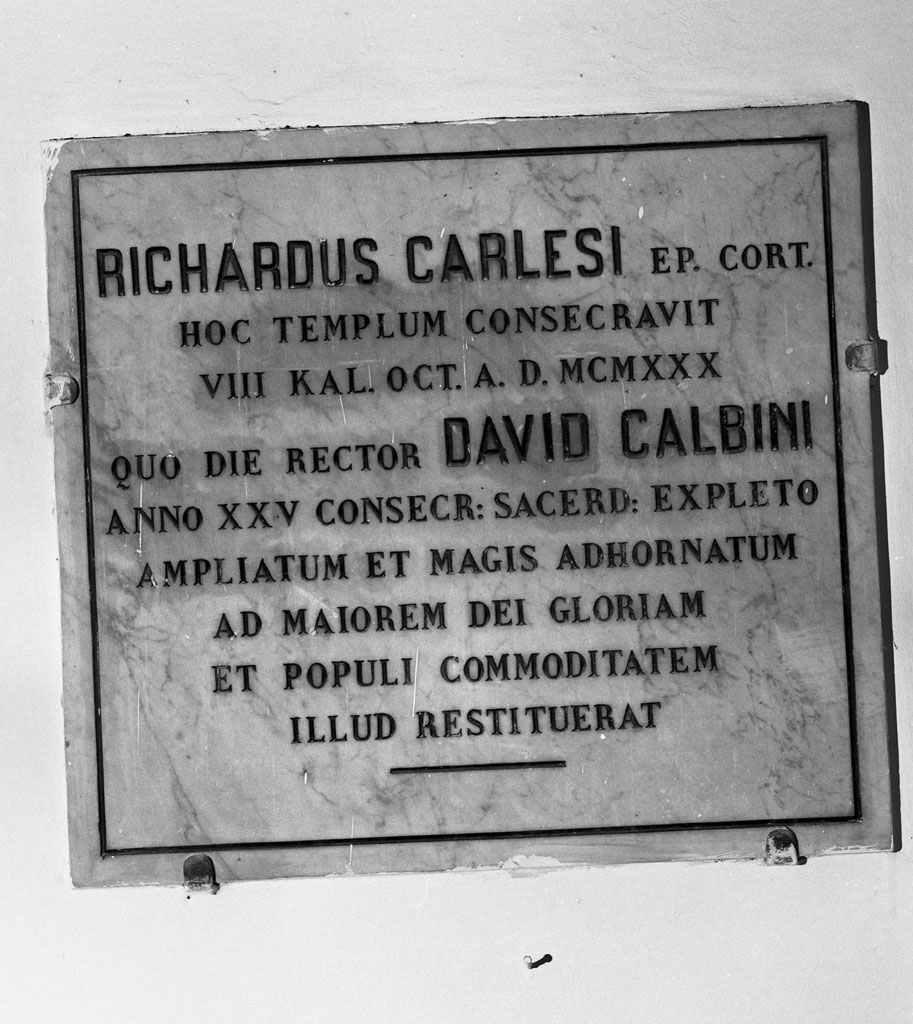 RICHARDUS CARLESI EP. CORT.
HOC TEMPLUM CONSECRAVIT
VIII KAL. OCT. A. D. MCMXXX
QUO DIE RECTOR DAVID CALBINI
ANNO XXV CONSECR: SACERD: EXPLETO
AMPLIATUM ET MAGIS ADHORNATUM
AD MAIOREM DEI GLORIAM
ET POPULI COMMODITATEM
ILLUD RESTITUERAT